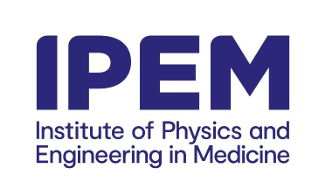 IPEM
Institute of Physics and
Engineering in Medicine